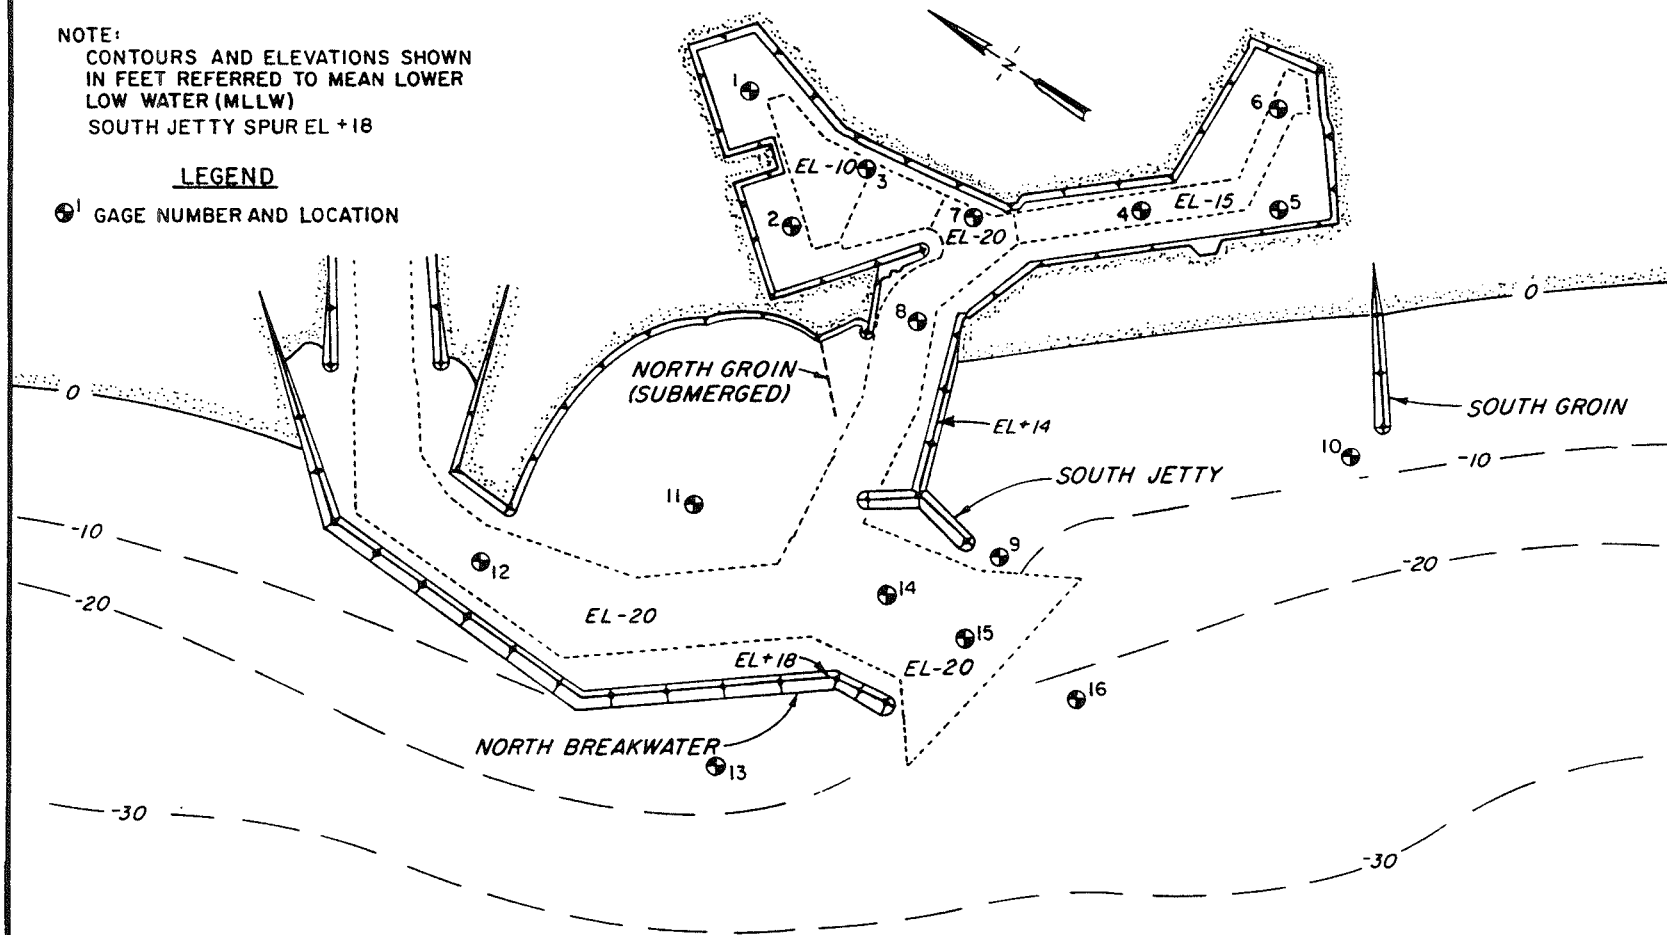 NOTE:
CONTOURS AND ELEVATIONS SHOWN
IN FEET REFERRED TO MEAN LOWER
LOW WATER (MLLW)
SOUTH JETTY SPUR EL +18
LEGEND
1 GAGE NUMBER AND LOCATION
N
1
6
EL-10
3
2
7
EL-20
4
EL-15
5
8
0
0
NORTH GROIN
(SUBMERGED)
EL+14
SOUTH GROIN
10
-10
SOUTH JETTY
11
-10
9
12
-20
14
-20
EL-20
15
EL+18
EL-20
16
NORTH BREAKWATER
13
-30
-30